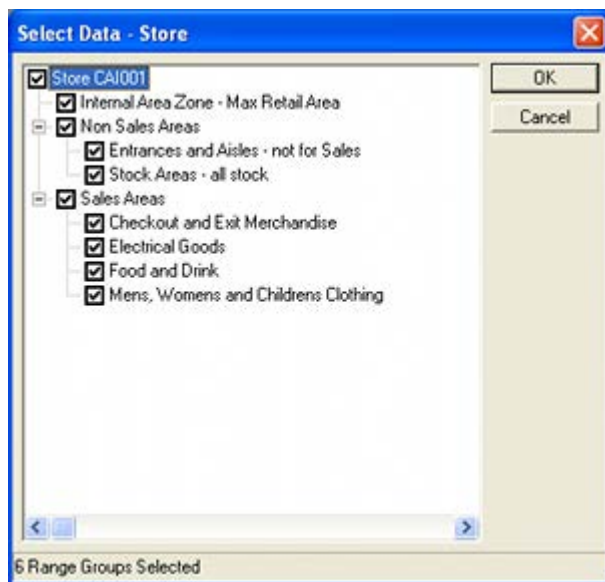 Select Data - Store
Store CAI001
Internal Area Zone - Max Retail Area
Non Sales Areas
Entrances and Aisles - not for Sales
Stock Areas - all stock
Sales Areas
Checkout and Exit Merchandise
Electrical Goods
Food and Drink
Mens, Womens and Childrens Clothing
OK
Cancel
6 Range Groups Selected